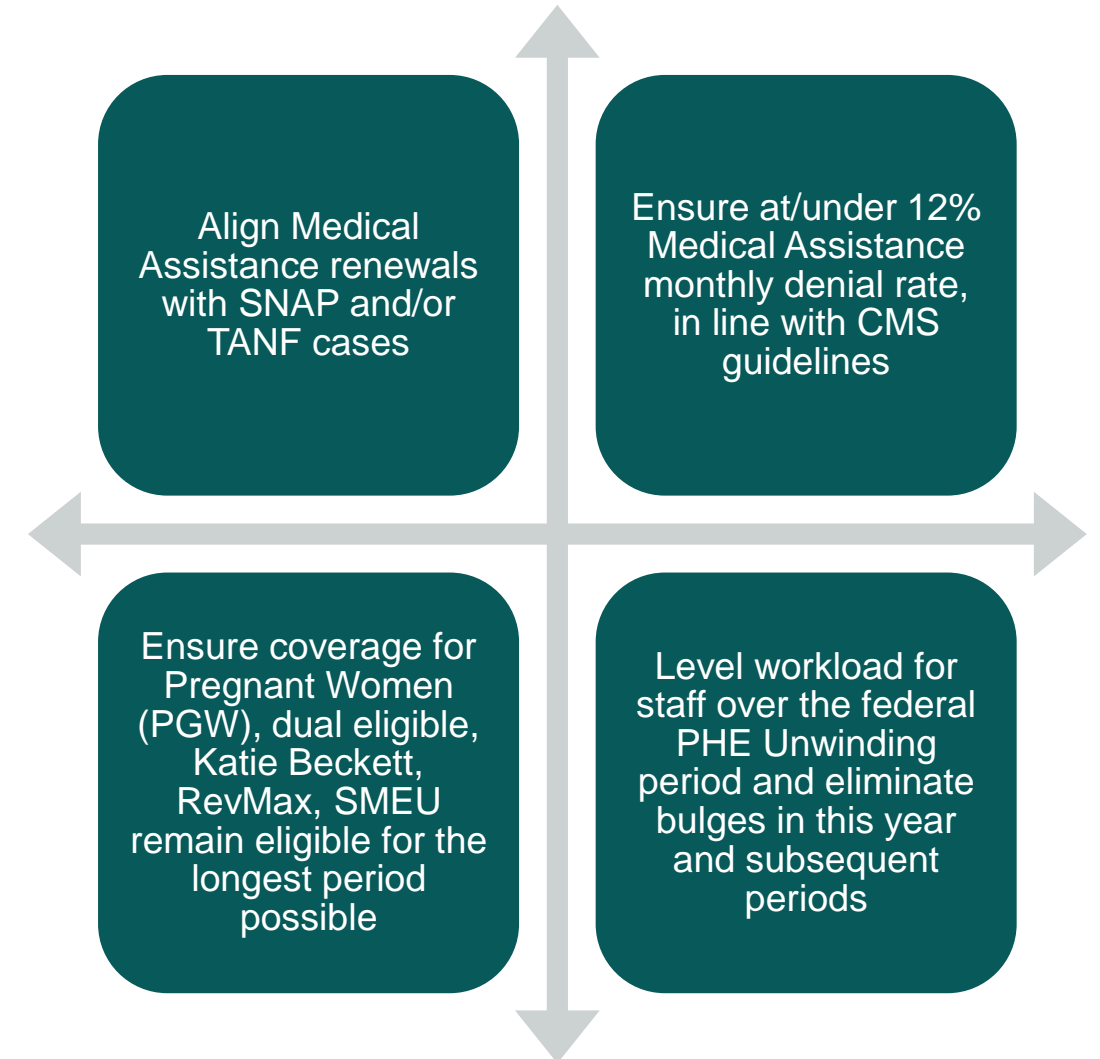 Align Medical
Assistance renewals
with SNAP and/or
TANF cases
Ensure at/under 12%
Medical Assistance
monthly denial rate,
in line with CMS
guidelines
Ensure coverage for
Pregnant Women
(PGW), dual eligible,
Katie Beckett,
RevMax, SMEU
remain eligible for the
longest period
possible
Level workload for
staff over the federal
PHE Unwinding
period and eliminate
bulges in this year
and subsequent
periods